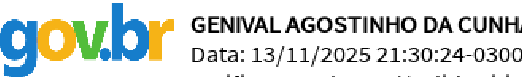 gov.br
GENIVAL AGOSTINHO DA CUNHA
Data: 13/11/2025 21:30:24-0300